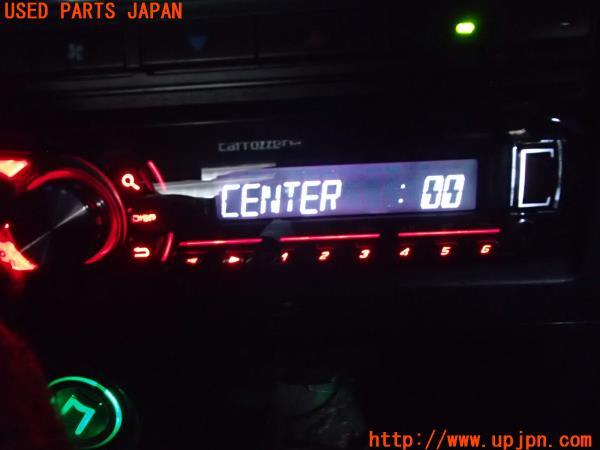 USED PARTS JAPAN
carrozzeria
CENTER : 00
DISP
1 2 3 4 5 6
http://www.upjpn.com/